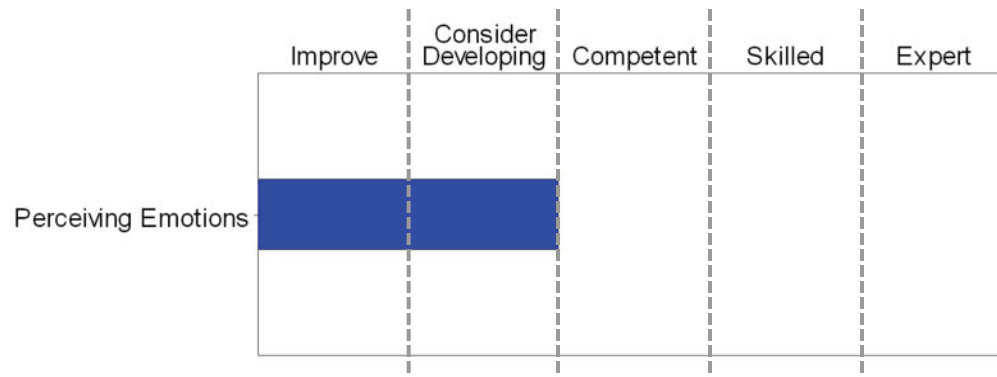 Improve
Consider
Developing
Competent
Skilled
Expert
Perceiving Emotions